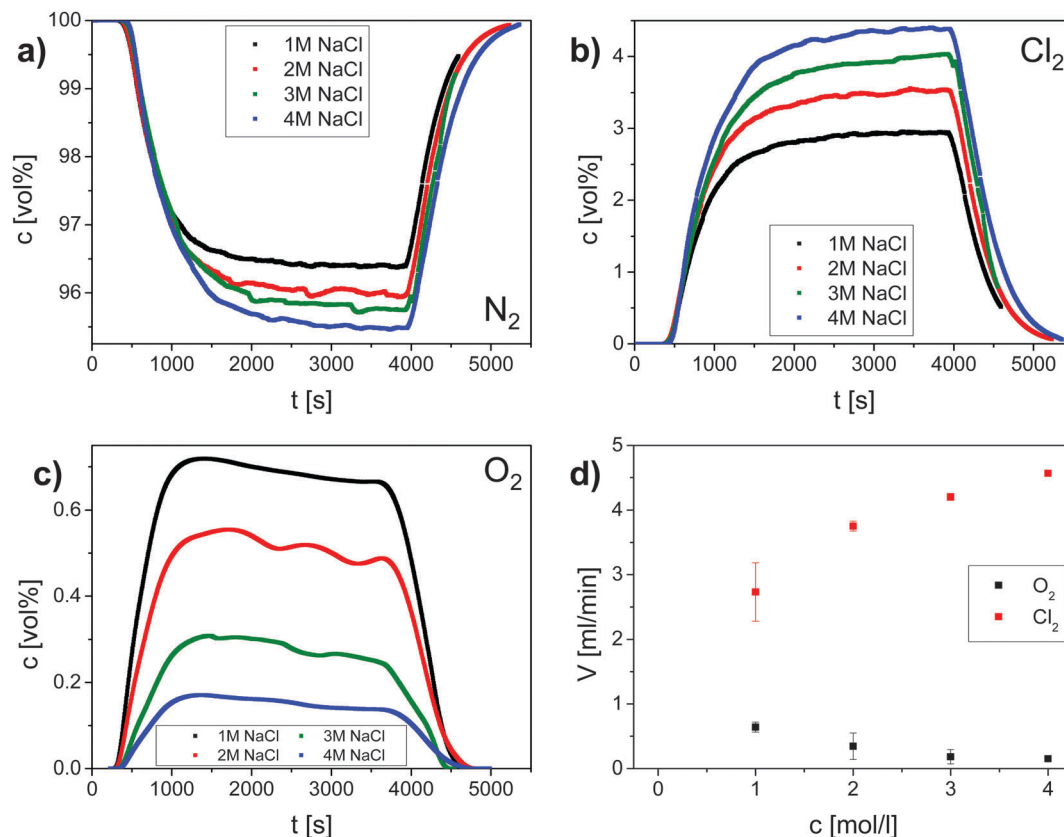 a)
1M NaCl
2M NaCl
3M NaCl
4M NaCl
N2
c [vol%]
100
99
98
97
96
0 1000 2000 3000 4000 5000
t [s]
b)
Cl2
1M NaCl
2M NaCl
3M NaCl
4M NaCl
c [vol%]
4
3
2
1
0
0 1000 2000 3000 4000 5000
t [s]
c)
O2
1M NaCl 3M NaCl
2M NaCl 4M NaCl
c [vol%]
0.6
0.4
0.2
0.0
0 1000 2000 3000 4000 5000
t [s]
d)
O2
Cl2
V [ml/min]
5
4
3
2
1
0
0 1 2 3 4
c [mol/l]